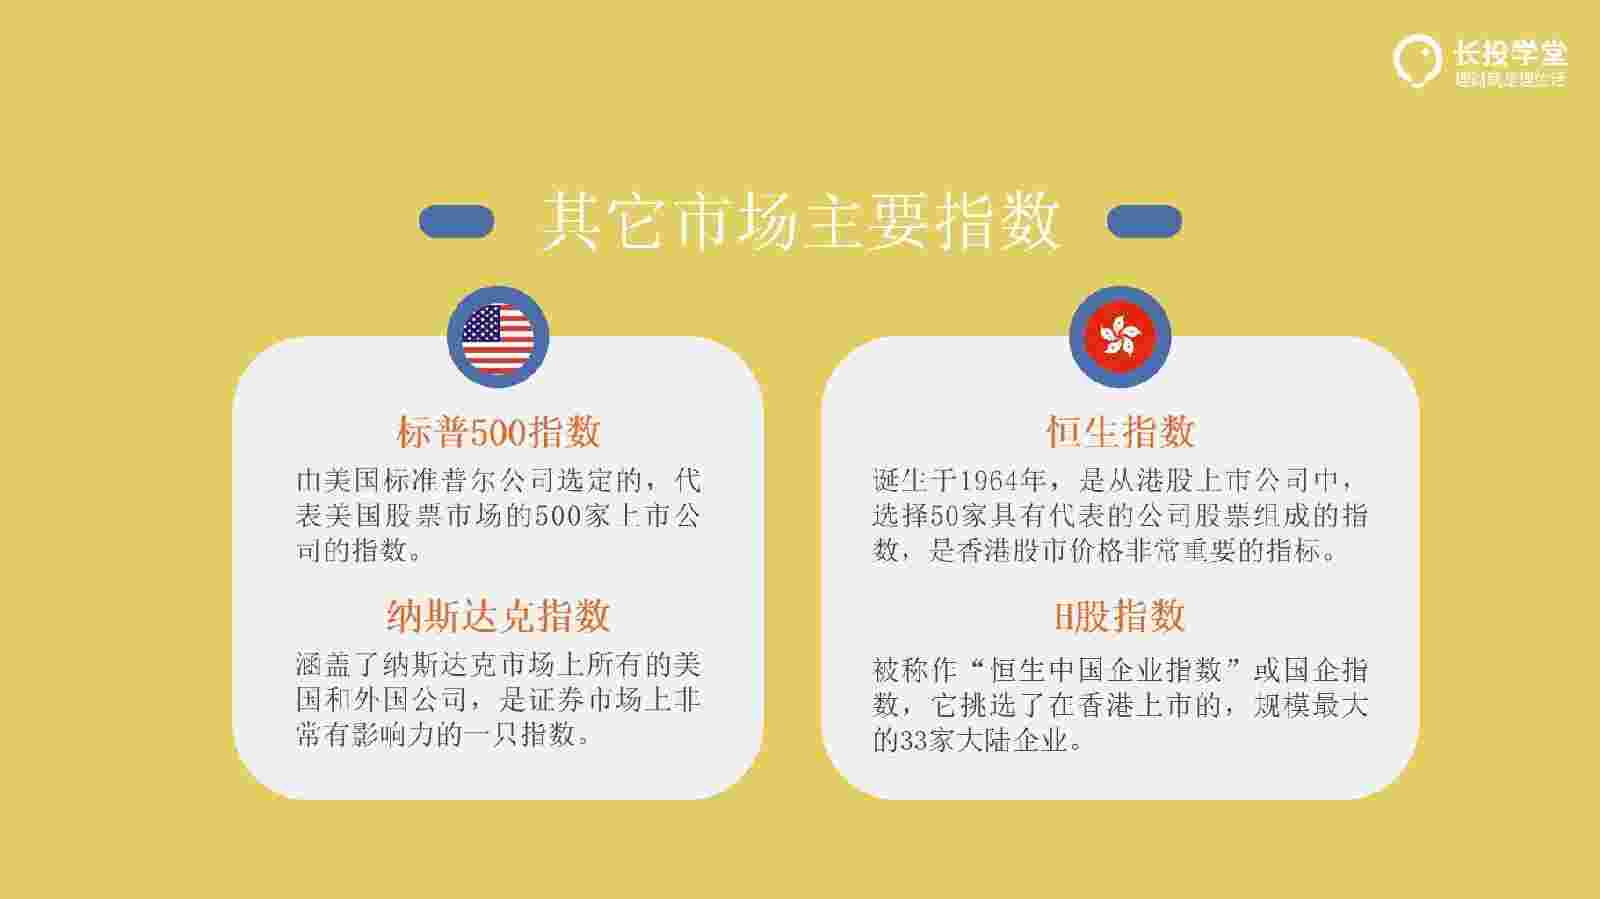 长投学堂
理财就是理生活
其它市场主要指数
标普500指数
由美国标准普尔公司选定的，代
表美国股票市场的500家上市公
司的指数。
纳斯达克指数
涵盖了纳斯达克市场上所有的美
国和外国公司，是证券市场上非
常有影响力的一只指数。
恒生指数
诞生于1964年，是从港股上市公司中，
选择50家具有代表的公司股票组成的指
数，是香港股市价格非常重要的指标。
H股指数
被称作“恒生中国企业指数”或国企指
数，它挑选了在香港上市的，规模最大
的33家大陆企业。